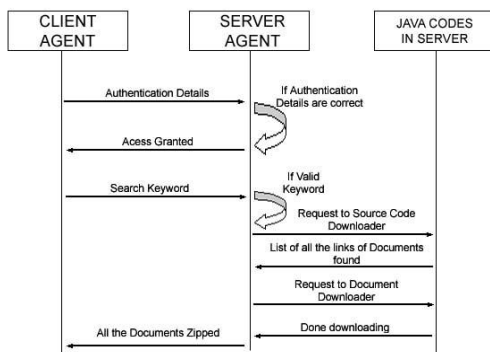 CLIENT
AGENT
SERVER
AGENT
JAVA CODES
IN SERVER
Authentication Details
If Authentication
Details are correct
Acess Granted
Search Keyword
If Valid
Keyword
Request to Source Code
Downloader
List of all the links of Documents
found
Request to Document
Downloader
All the Documents Zipped
Done downloading